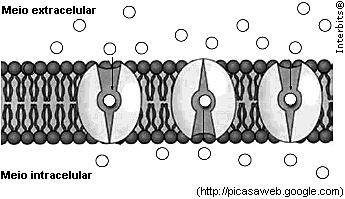 Meio extracelular
Interbits®
Meio intracelular
(http://picasaweb.google.com)